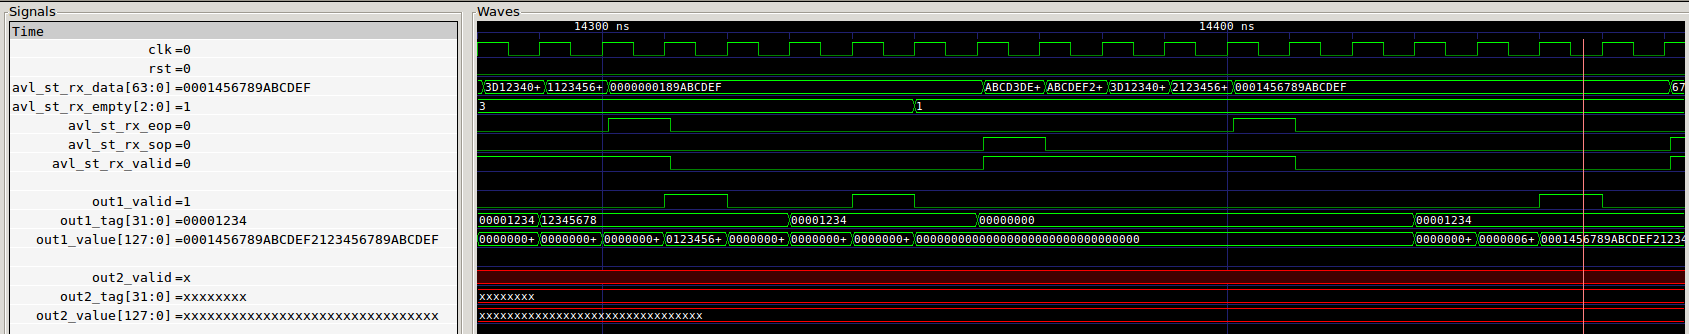 Signals
Waves
Time
14300 ns 14400 ns
clk=0
rst=0
avl_st_rx_data[63:0]=0001456789ABCDEF
3D12340+ 1123456+ 0000000189ABCDEF ABCD3DE+ ABCDEF2+ 3D12340+ 2123456+ 0001456789ABCDEF 67
avl_st_rx_empty[2:0]=1
3 1
avl_st_rx_eop=0
avl_st_rx_sop=0
avl_st_rx_valid=0
out1_valid=1
out1_tag[31:0]=00001234
00001234 12345678 00001234 00000000 00001234
out1_value[127:0]=0001456789ABCDEF2123456789ABCDEF
0000000+ 0000000+ 0000000+ 0123456+ 0000000+ 0000000+ 0000000+ 00000000000000000000000000000000 0000000+ 0000006+ 0001456789ABCDEF21234
out2_valid=x
out2_tag[31:0]=xxxxxxxx
xxxxxxxx
out2_value[127:0]=xxxxxxxxxxxxxxxxxxxxxxxxxxxxxxxx
xxxxxxxxxxxxxxxxxxxxxxxxxxxxxxxx